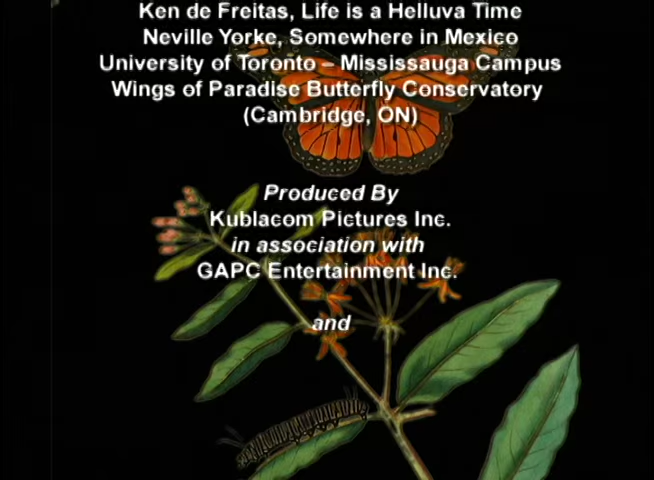 Ken de Freitas, Life is a Helluva Time
Neville Yorke, Somewhere in Mexico
University of Toronto – Mississauga Campus
Wings of Paradise Butterfly Conservatory
(Cambridge, ON)
Produced By
Kublacom Pictures Inc.
in association with
GAPC Entertainment Inc.
and